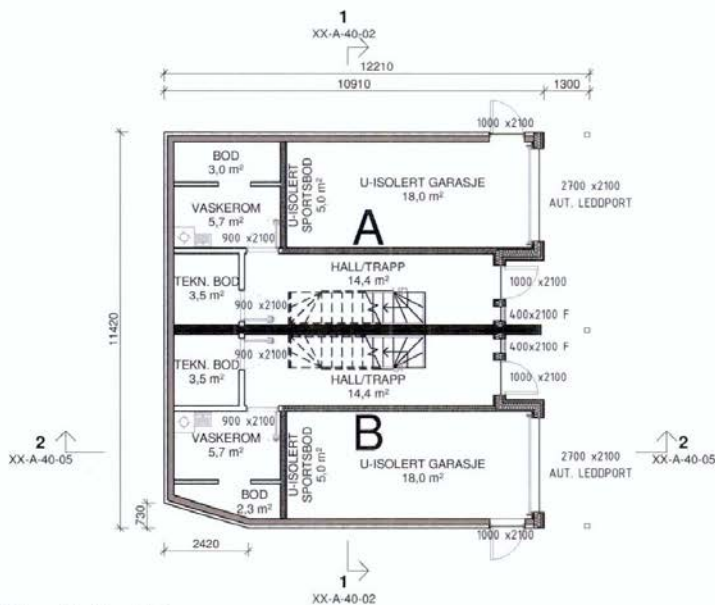 1
XX-A-40-02
12210
10910
1300
1000 x2100
BOD
3,0 m²
U-ISOLERT
SPORTSBOD
5,0 m²
U-ISOLERT GARASJE
18,0 m²
2700 x2100
AUT. LEDDPORT
VASKEROM
5,7 m²
900 x2100
A
HALL/TRAPP
14,4 m²
TEKN. BOD
3,5 m²
900 x2100
1000 x2100
400x2100 F
11420
400x2100 F
900 x2100
TEKN. BOD
3,5 m²
HALL/TRAPP
14,4 m²
1000 x2100
900 x2100
B
VASKEROM
5,7 m²
U-ISOLERT
SPORTSBOD
5,0 m²
U-ISOLERT GARASJE
18,0 m²
2700 x2100
AUT. LEDDPORT
2
XX-A-40-05
2
XX-A-40-05
BOD
2,3 m²
730
1000 x2100
2420
1
XX-A-40-02